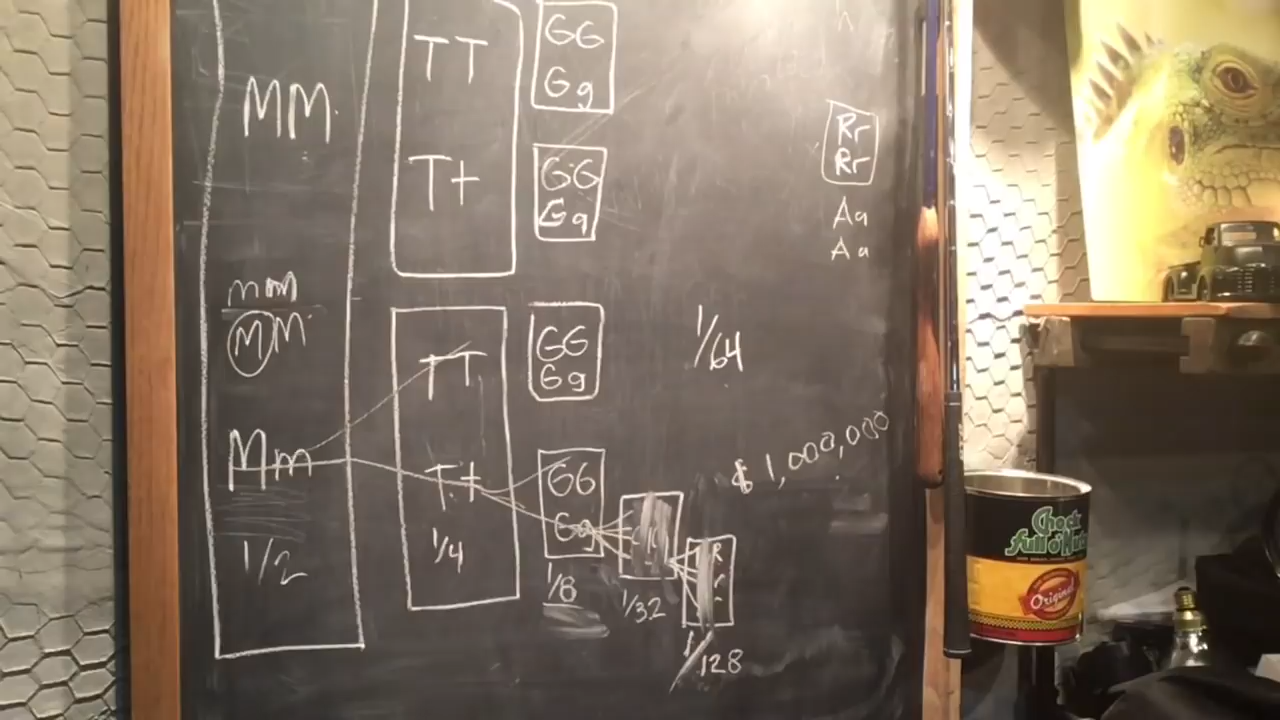 MM
TT
T+
GG
Gg
GG
Gg
Rr
Rr
Aa
Aa
mm
MM
Mm
1/2
TT
T+
1/4
GG
Gg
GG
Gg
1/8
1/32
1/128
1/64
$1,000,000
Chock
full o'Nuts
Original